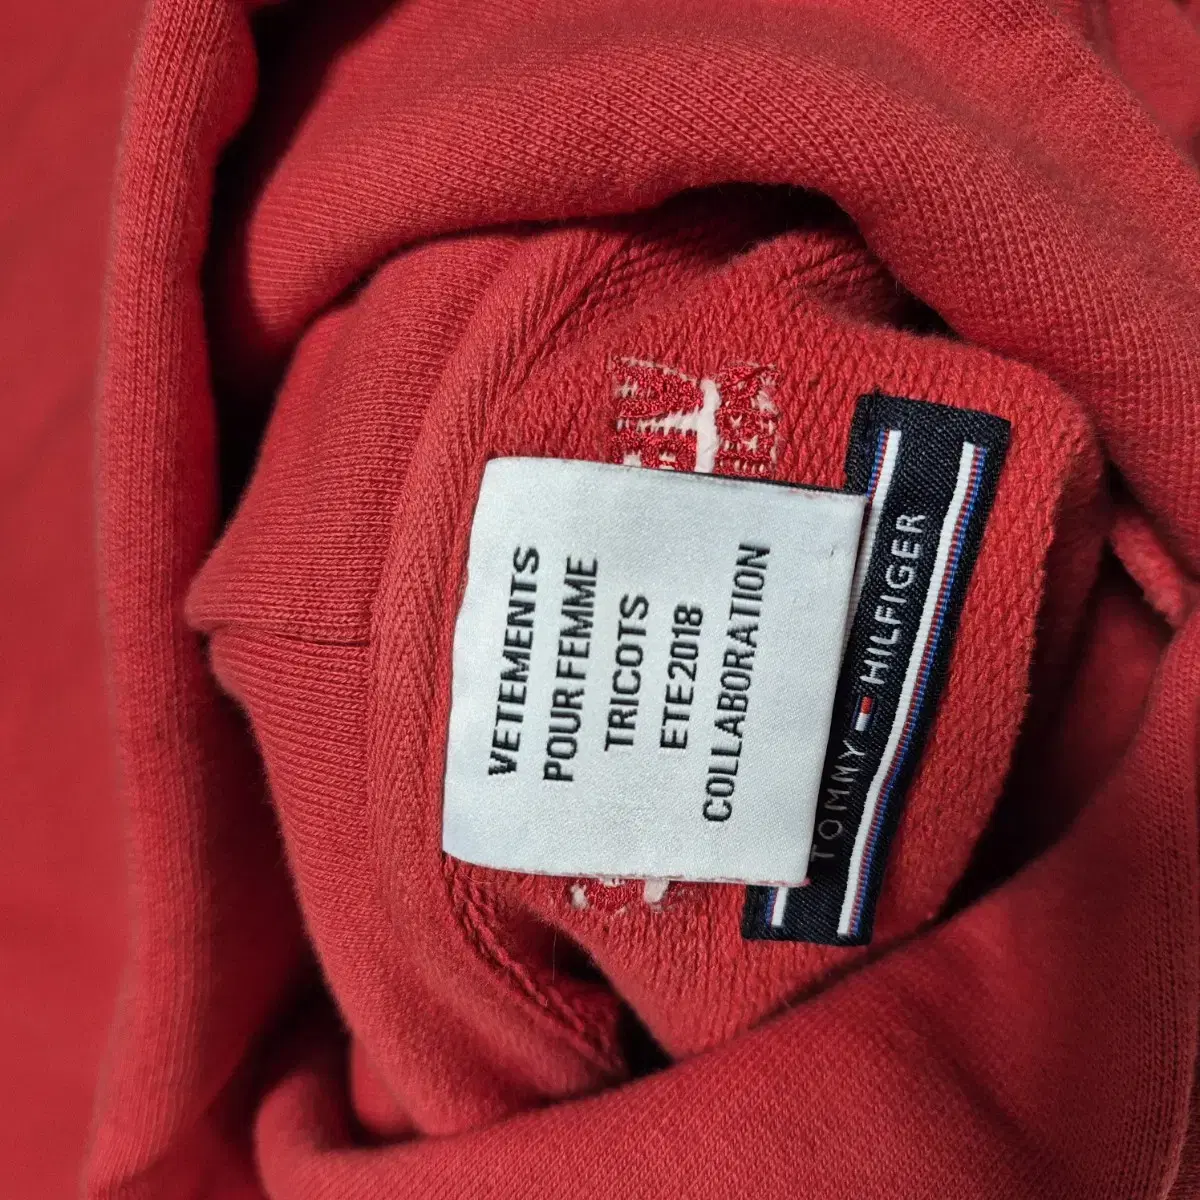 VETEMENTS
POUR FEMME
TRICOTS
ETE2018
COLLABORATION
TOMMY HILFIGER